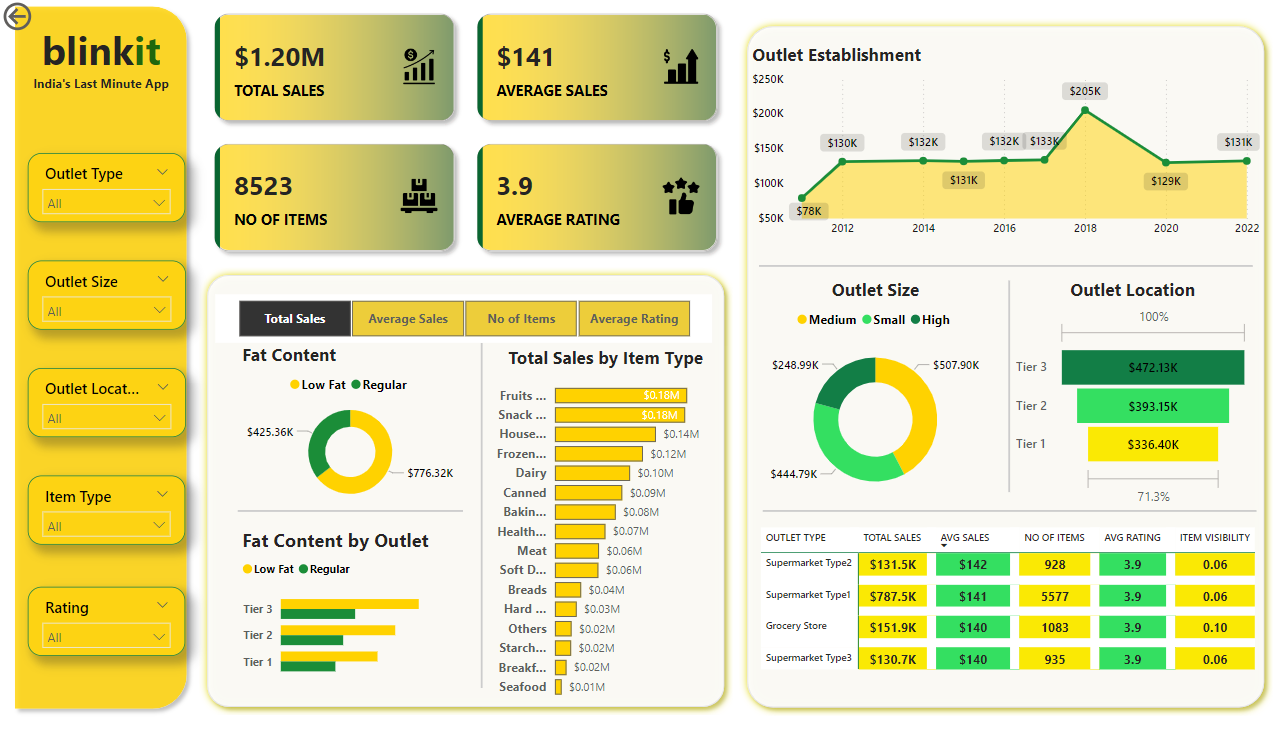 blinkit
India's Last Minute App
Outlet Type
All
Outlet Size
All
Outlet Locat...
All
Item Type
All
Rating
All
$1.20M
TOTAL SALES
$141
AVERAGE SALES
8523
NO OF ITEMS
3.9
AVERAGE RATING
Total Sales
Average Sales
No of Items
Average Rating
Fat Content
Low Fat Regular
$425.36K
$776.32K
Fat Content by Outlet
Low Fat Regular
Tier 3
Tier 2
Tier 1
Total Sales by Item Type
Fruits ... $0.18M
Snack ... $0.18M
House... $0.14M
Frozen... $0.12M
Dairy $0.10M
Canned $0.09M
Bakin... $0.08M
Health... $0.07M
Meat $0.06M
Soft D... $0.06M
Breads $0.04M
Hard ... $0.03M
Others $0.02M
Starch... $0.02M
Breakf... $0.02M
Seafood $0.01M
Outlet Establishment
$250K
$200K
$150K
$100K
$50K
$78K
$130K
$132K
$131K
$132K
$133K
$205K
$129K
$131K
2012 2014 2016 2018 2020 2022
Outlet Size
Medium Small High
$248.99K
$507.90K
$444.79K
Outlet Location
100%
Tier 3 $472.13K
Tier 2 $393.15K
Tier 1 $336.40K
71.3%
OUTLET TYPE TOTAL SALES AVG SALES NO OF ITEMS AVG RATING ITEM VISIBILITY
Supermarket Type2 $131.5K $142 928 3.9 0.06
Supermarket Type1 $787.5K $141 5577 3.9 0.06
Grocery Store $151.9K $140 1083 3.9 0.10
Supermarket Type3 $130.7K $140 935 3.9 0.06